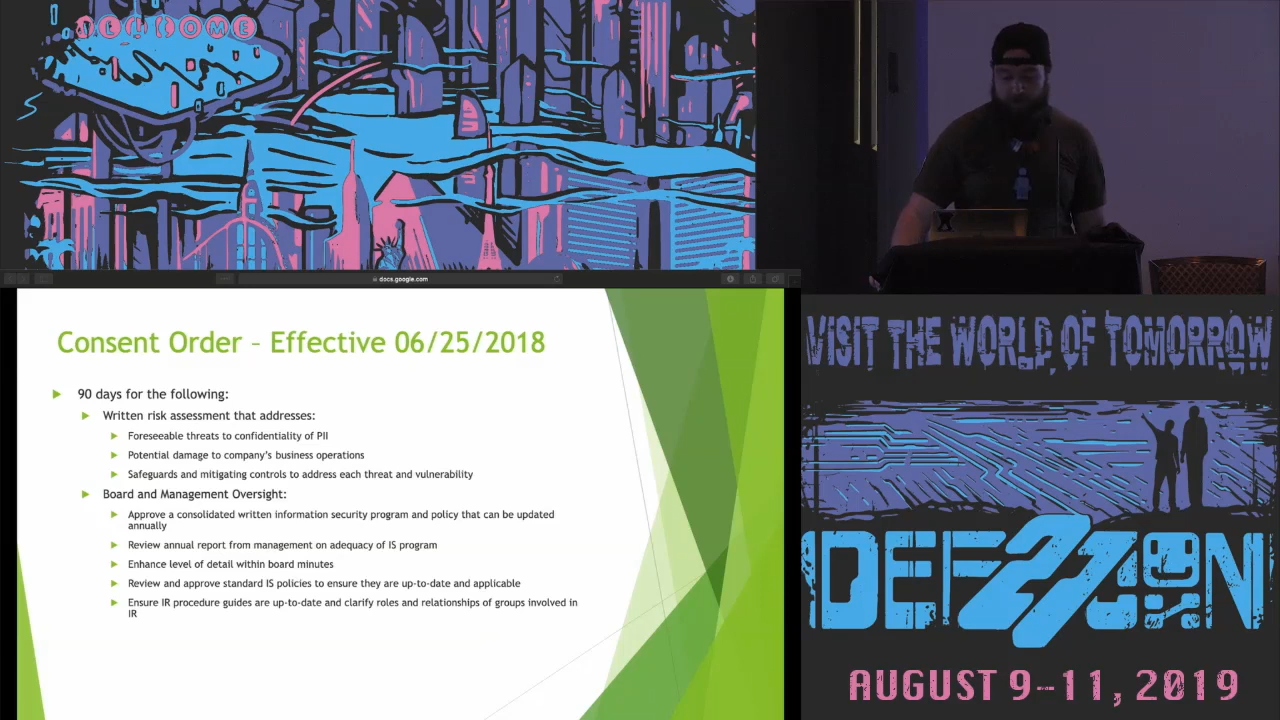 WELCOME
docs.google.com
Consent Order – Effective 06/25/2018
90 days for the following:
Written risk assessment that addresses:
Foreseeable threats to confidentiality of PII
Potential damage to company's business operations
Safeguards and mitigating controls to address each threat and vulnerability
Board and Management Oversight:
Approve a consolidated written information security program and policy that can be updated
annually
Review annual report from management on adequacy of IS program
Enhance level of detail within board minutes
Review and approve standard IS policies to ensure they are up-to-date and applicable
Ensure IR procedure guides are up-to-date and clarify roles and relationships of groups involved in
IR
VISIT THE WORLD OF TOMORROW
DEF 27 CON
AUGUST 9-11, 2019